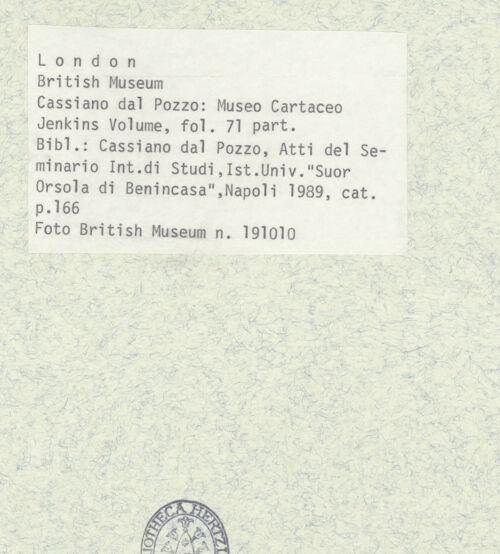 L o n d o n
British Museum
Cassiano dal Pozzo: Museo Cartaceo
Jenkins Volume, fol. 71 part.
Bibl.: Cassiano dal Pozzo, Atti del Se-
minario Int.di Studi,Ist.Univ."Suor
Orsola di Benincasa",Napoli 1989, cat.
p.166
Foto British Museum n. 191010